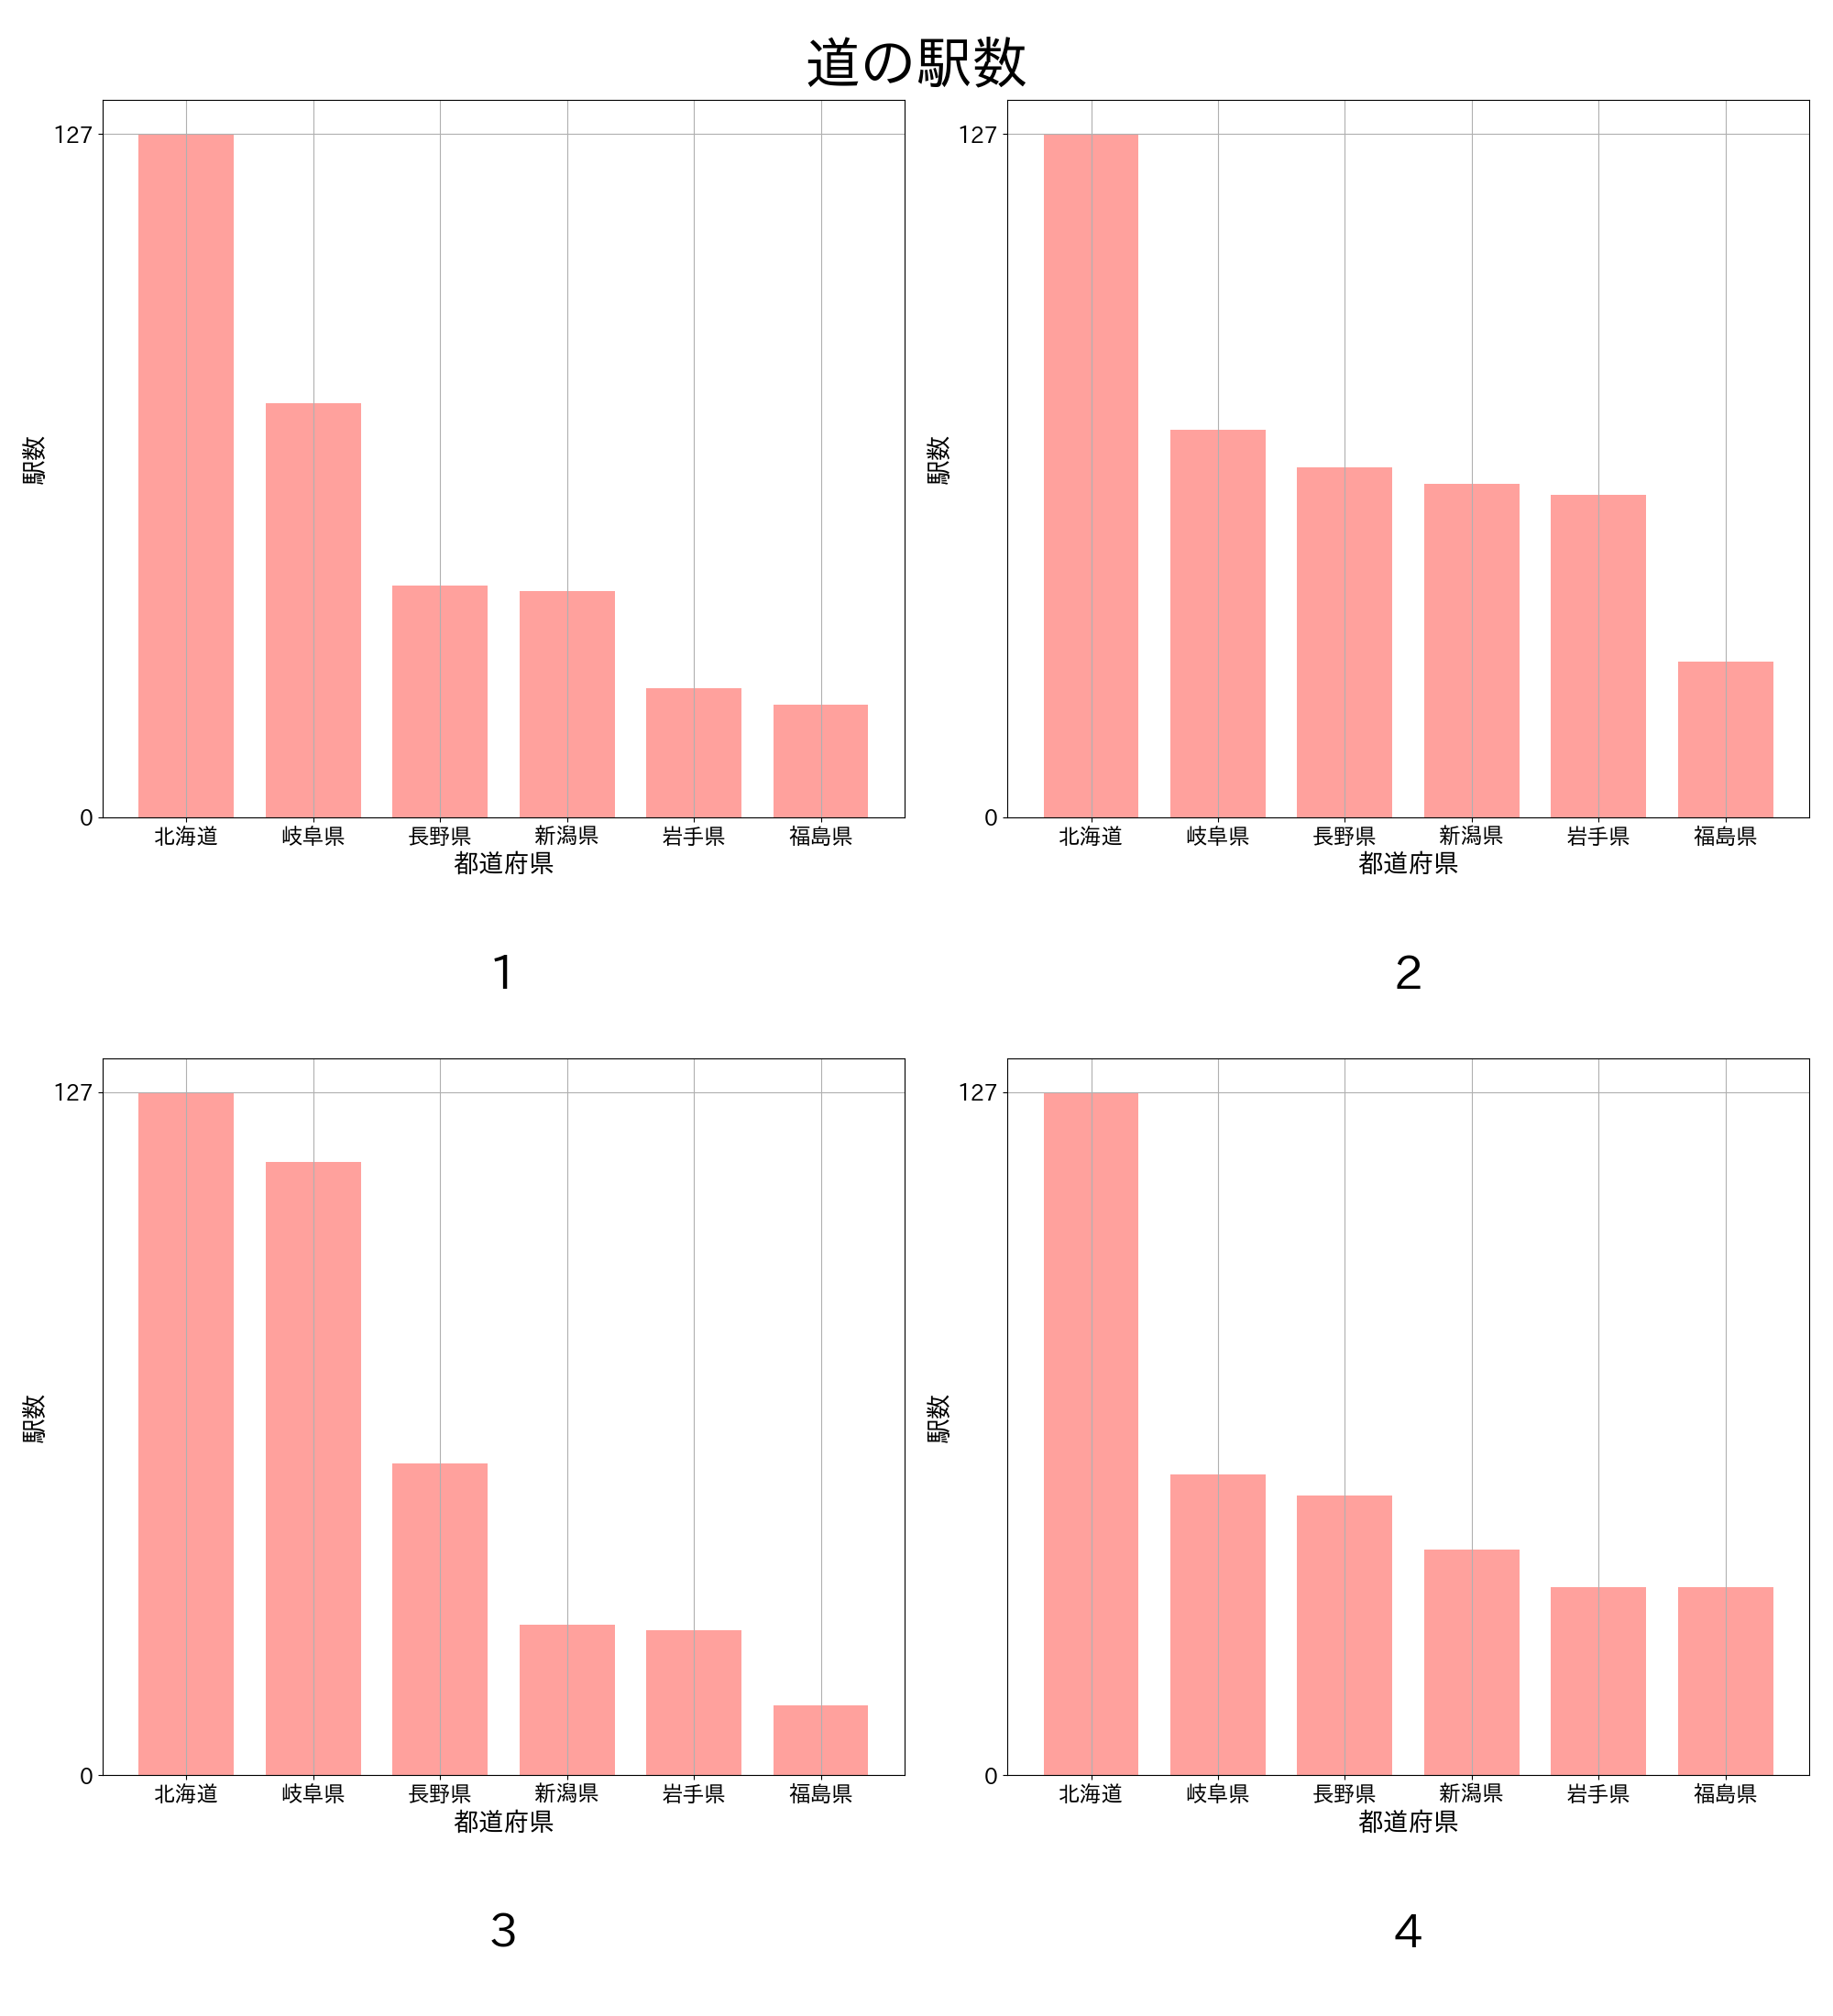 道の駅数
127
0
駅数
北海道 岐阜県 長野県 新潟県 岩手県 福島県
都道府県
1
127
0
駅数
北海道 岐阜県 長野県 新潟県 岩手県 福島県
都道府県
2
127
0
駅数
北海道 岐阜県 長野県 新潟県 岩手県 福島県
都道府県
3
127
0
駅数
北海道 岐阜県 長野県 新潟県 岩手県 福島県
都道府県
4